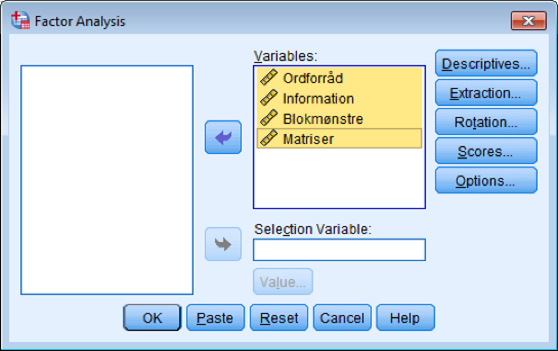 Factor Analysis
Variables:
Ordforråd
Information
Blokmønstre
Matriser
Descriptives...
Extraction...
Rotation...
Scores...
Options...
Selection Variable:
Value...
OK Paste Reset Cancel Help